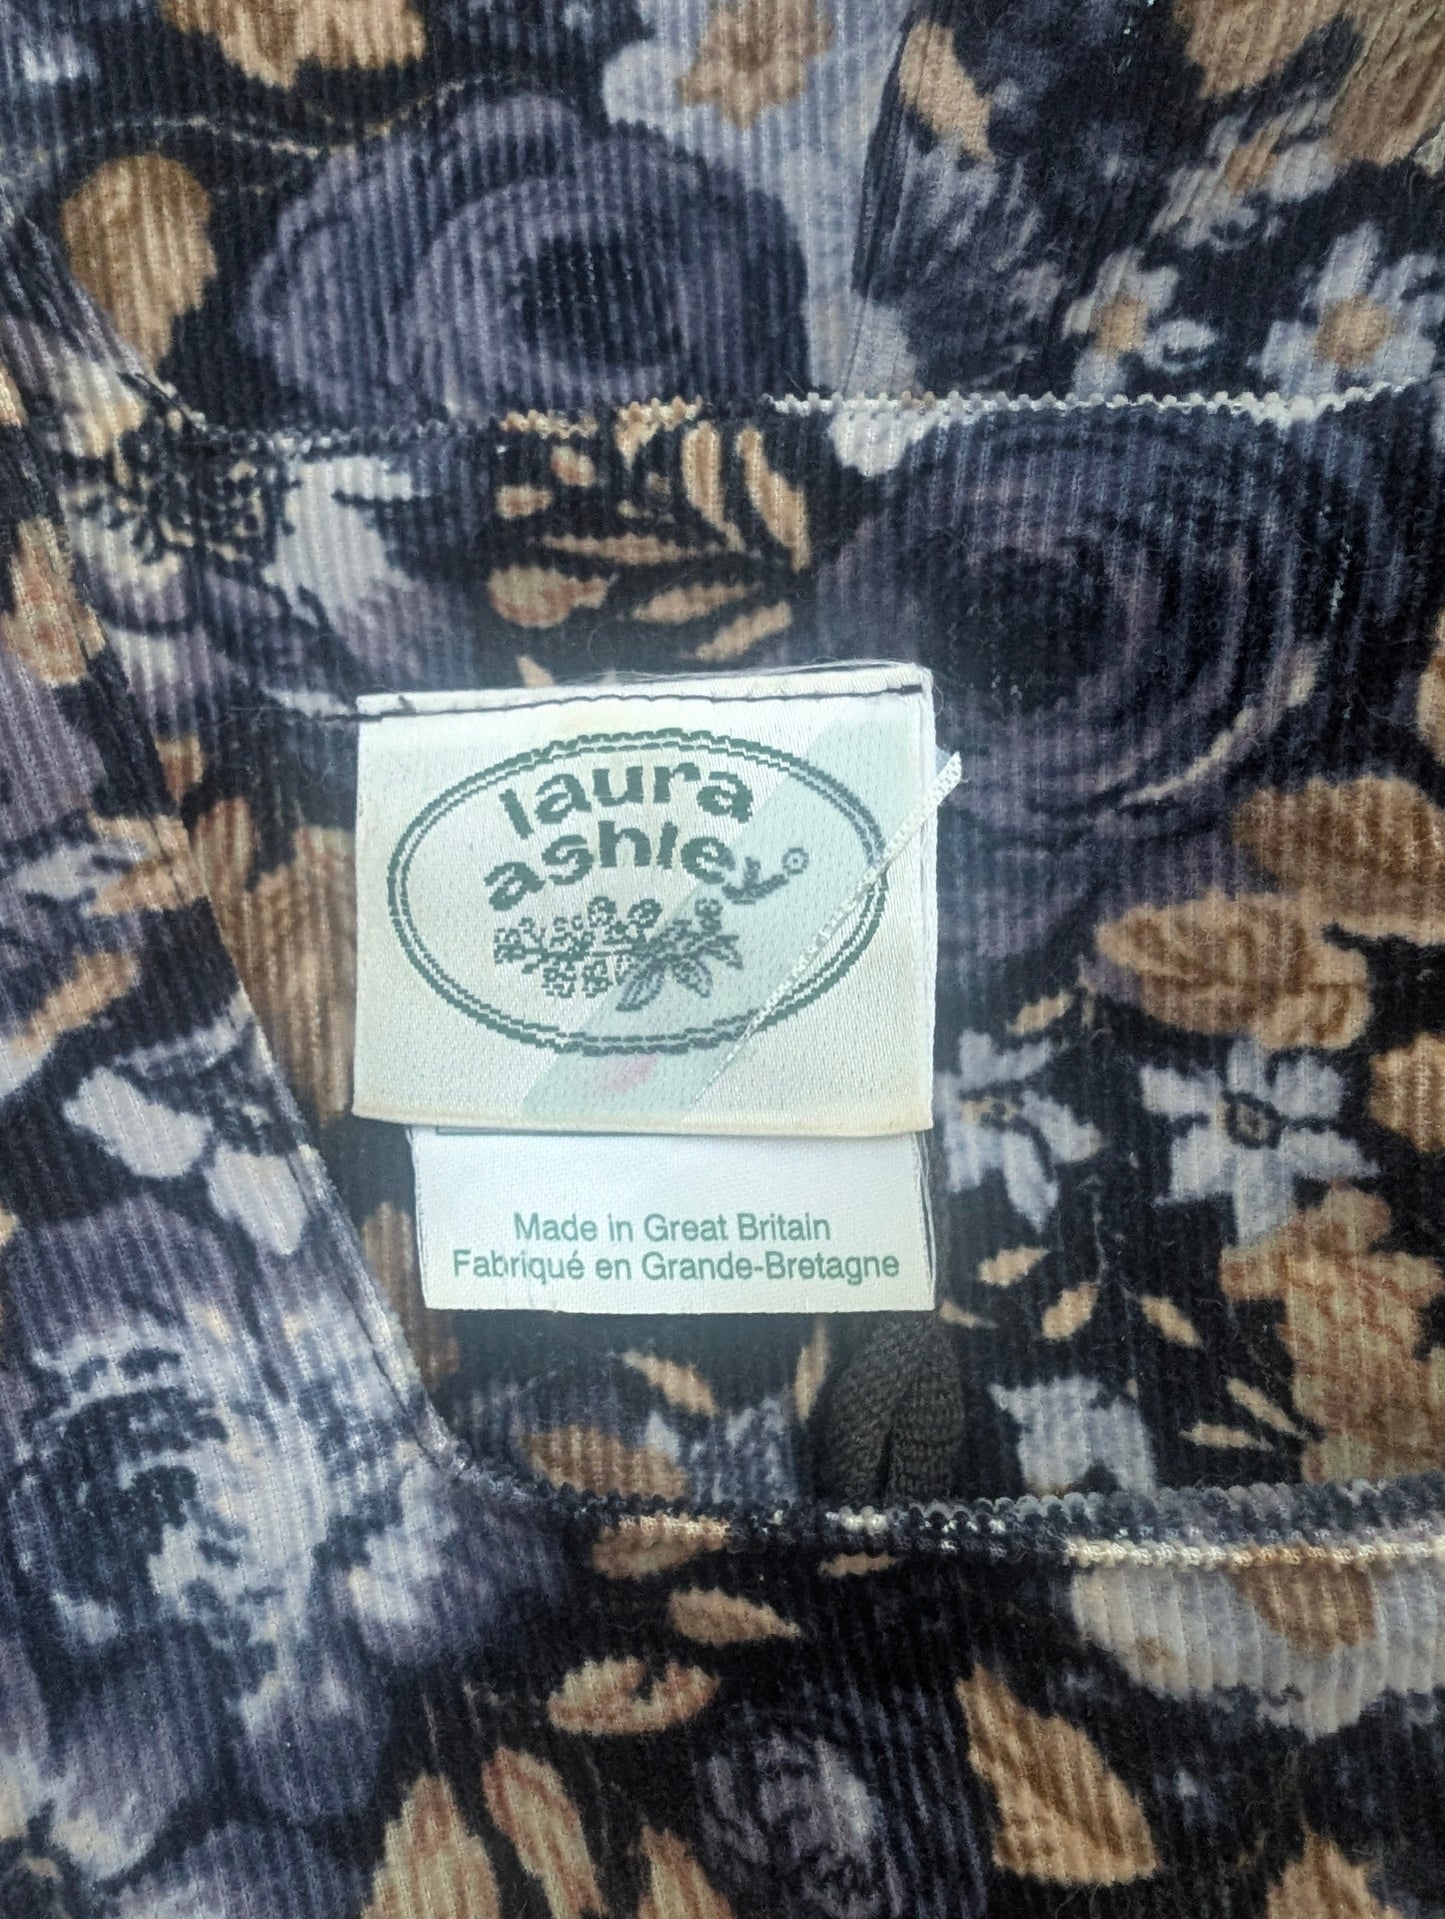 laura
ashley
Made in Great Britain
Fabriqué en Grande-Bretagne